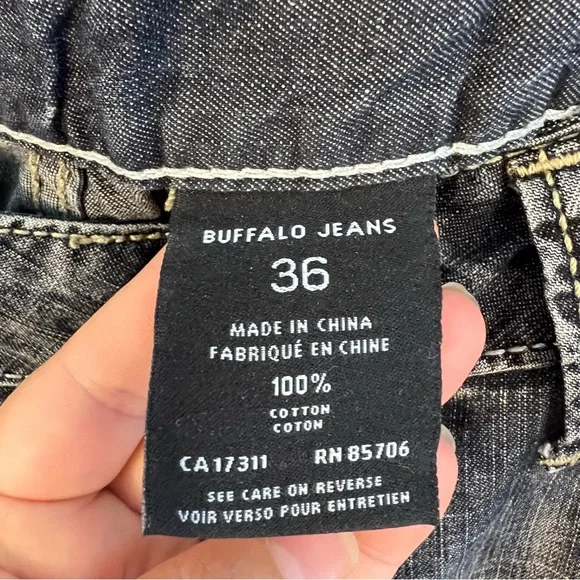 BUFFALO JEANS
36
MADE IN CHINA
FABRIQUÉ EN CHINE
100%
COTTON
COTON
CA17311 RN 85706
SEE CARE ON REVERSE
VOIR VERSO POUR ENTRETIEN